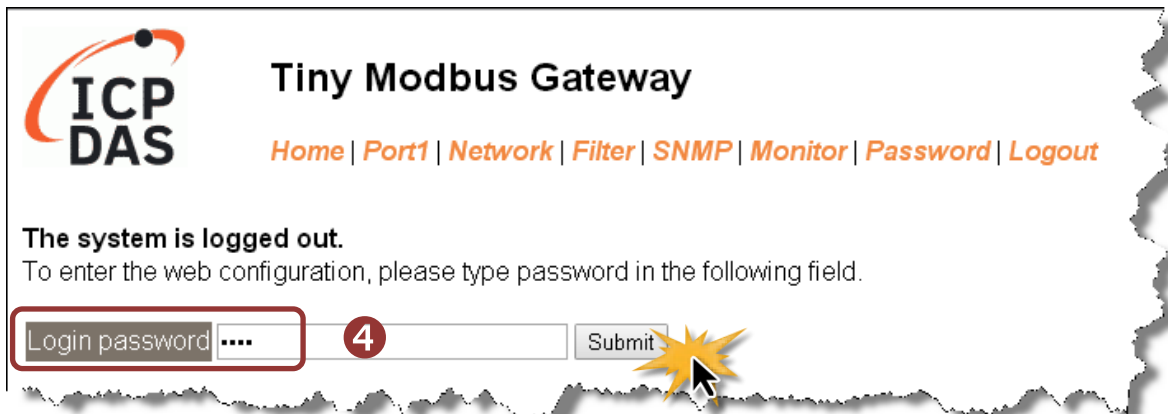 ICP
DAS
Tiny Modbus Gateway
Home | Port1 | Network | Filter | SNMP | Monitor | Password | Logout
The system is logged out.
To enter the web configuration, please type password in the following field.
Login password •••• 4 Submit